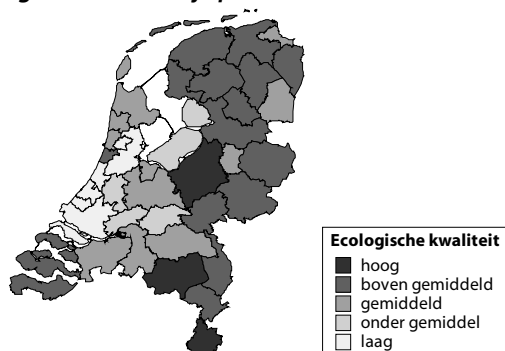 Ecologische kwaliteit
hoog
boven gemiddeld
gemiddeld
onder gemiddel
laag